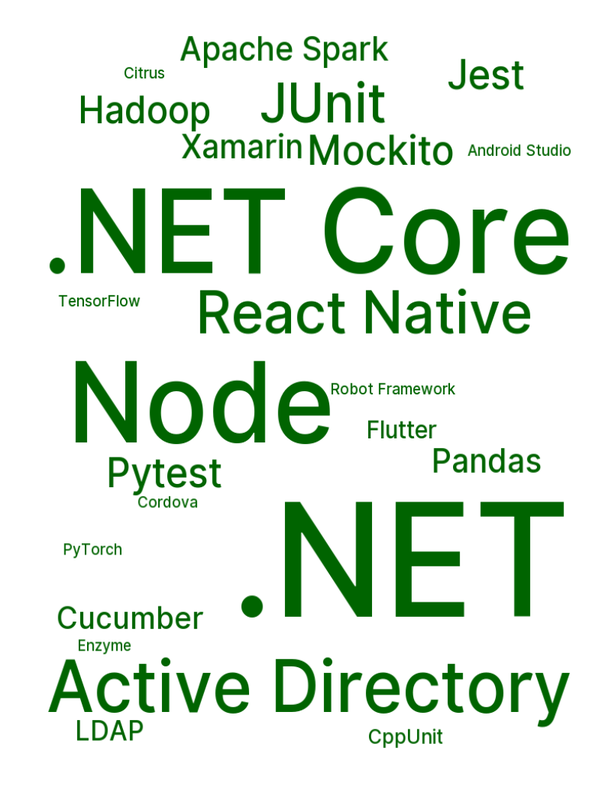 Apache Spark
Citrus
Jest
Hadoop
JUnit
Xamarin
Mockito
Android Studio
.NET Core
TensorFlow
React Native
Node
Robot Framework
Flutter
Pandas
Pytest
Cordova
.NET
PyTorch
Cucumber
Enzyme
Active Directory
LDAP
CppUnit